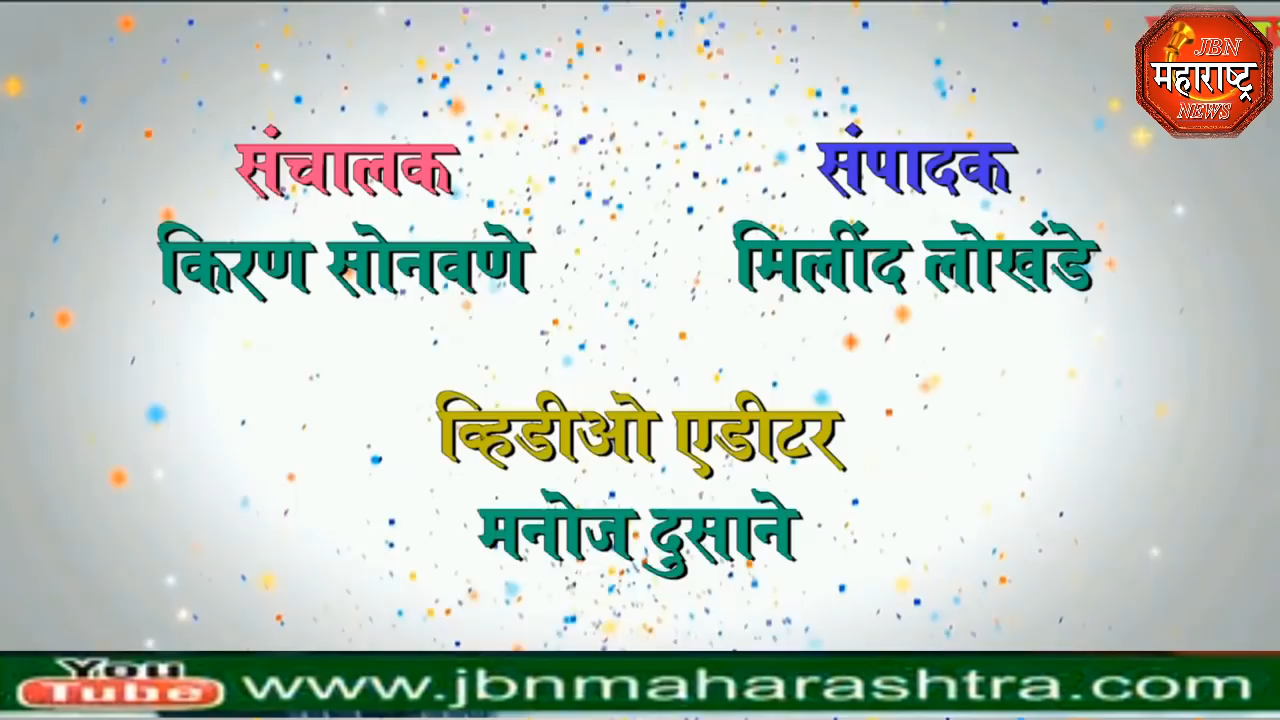 JBN
महाराष्ट्र
NEWS
संचालक
किरण सोनवणे
संपादक
मिलींद लोखंडे
व्हिडीओ एडीटर
मनोज दुसाने
You
Tube
www.jbnmaharashtra.com